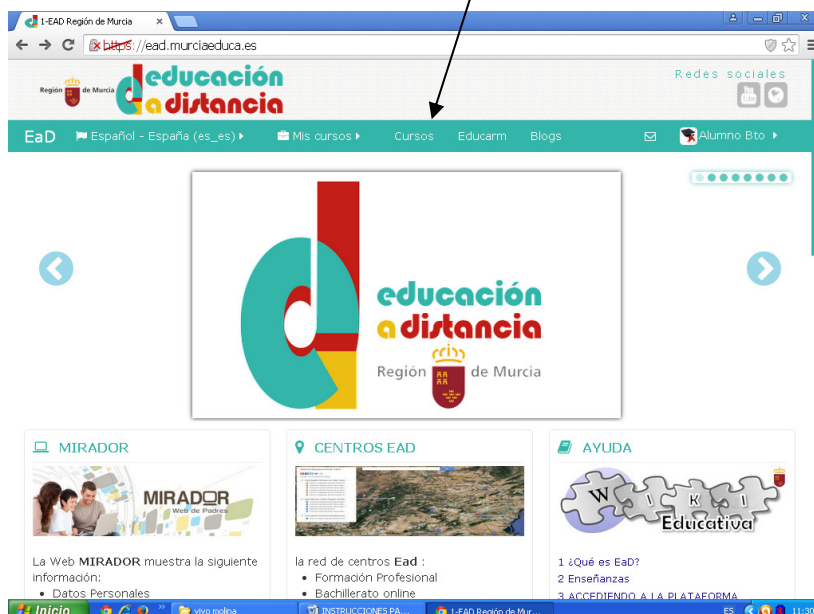 1-EAD Región de Murcia
https://ead.murciaeduca.es
Región de Murcia
educación
a distancia
Redes sociales
You
Tube
EaD Español - España (es_es) Mis cursos Cursos Educarm Blogs Alumno Bto
educación
a distancia
Región de Murcia
MIRADOR
MIRADOR
Web de Padres
La Web MIRADOR muestra la siguiente
información:
• Datos Personales
CENTROS EAD
la red de centros Ead :
• Formación Profesional
• Bachillerato online
AYUDA
W I K I
Educativa
1 ¿Qué es EaD?
2 Enseñanzas
3 ACCEDIENDO A LA PLATAFORMA
Inicio
vivo molina
INSTRUCCIONES PA...
1-EAD Región de Mur...
ES
11:30